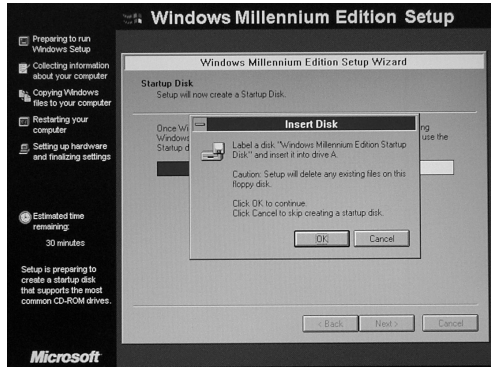 Windows Millennium Edition Setup
Preparing to run
Windows Setup
Collecting information
about your computer
Copying Windows
files to your computer
Restarting your
computer
Setting up hardware
and finalizing settings
Estimated time
remaining:
30 minutes
Setup is preparing to
create a startup disk
that supports the most
common CD-ROM drives.
Microsoft
Windows Millennium Edition Setup Wizard
Startup Disk
Setup will now create a Startup Disk.
Once Wi
ng
Windows
use the
Startup d
Insert Disk
Label a disk "Windows Millennium Edition Startup
Disk" and insert it into drive A.
Caution: Setup will delete any existing files on this
floppy disk.
Click OK to continue.
Click Cancel to skip creating a startup disk.
OK Cancel
< Back Next > Cancel